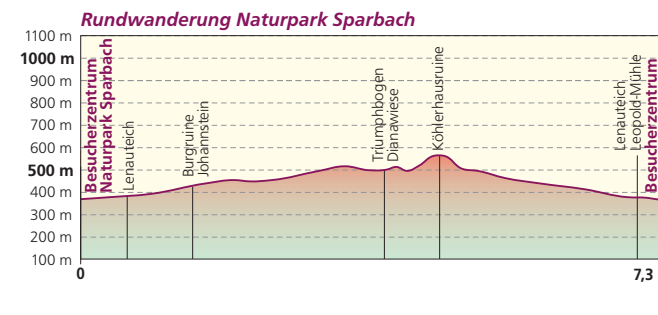 Rundwanderung Naturpark Sparbach
1100 m
1000 m
900 m
800 m
700 m
600 m
500 m
400 m
300 m
200 m
100 m
Besucherzentrum
Naturpark Sparbach
Lenauteich
Burgruine
Johannstein
Triumphbogen
Dianawiese
Köhlerhausruine
Lenauteich
Leopold-Mühle
Besucherzentrum
0
7,3